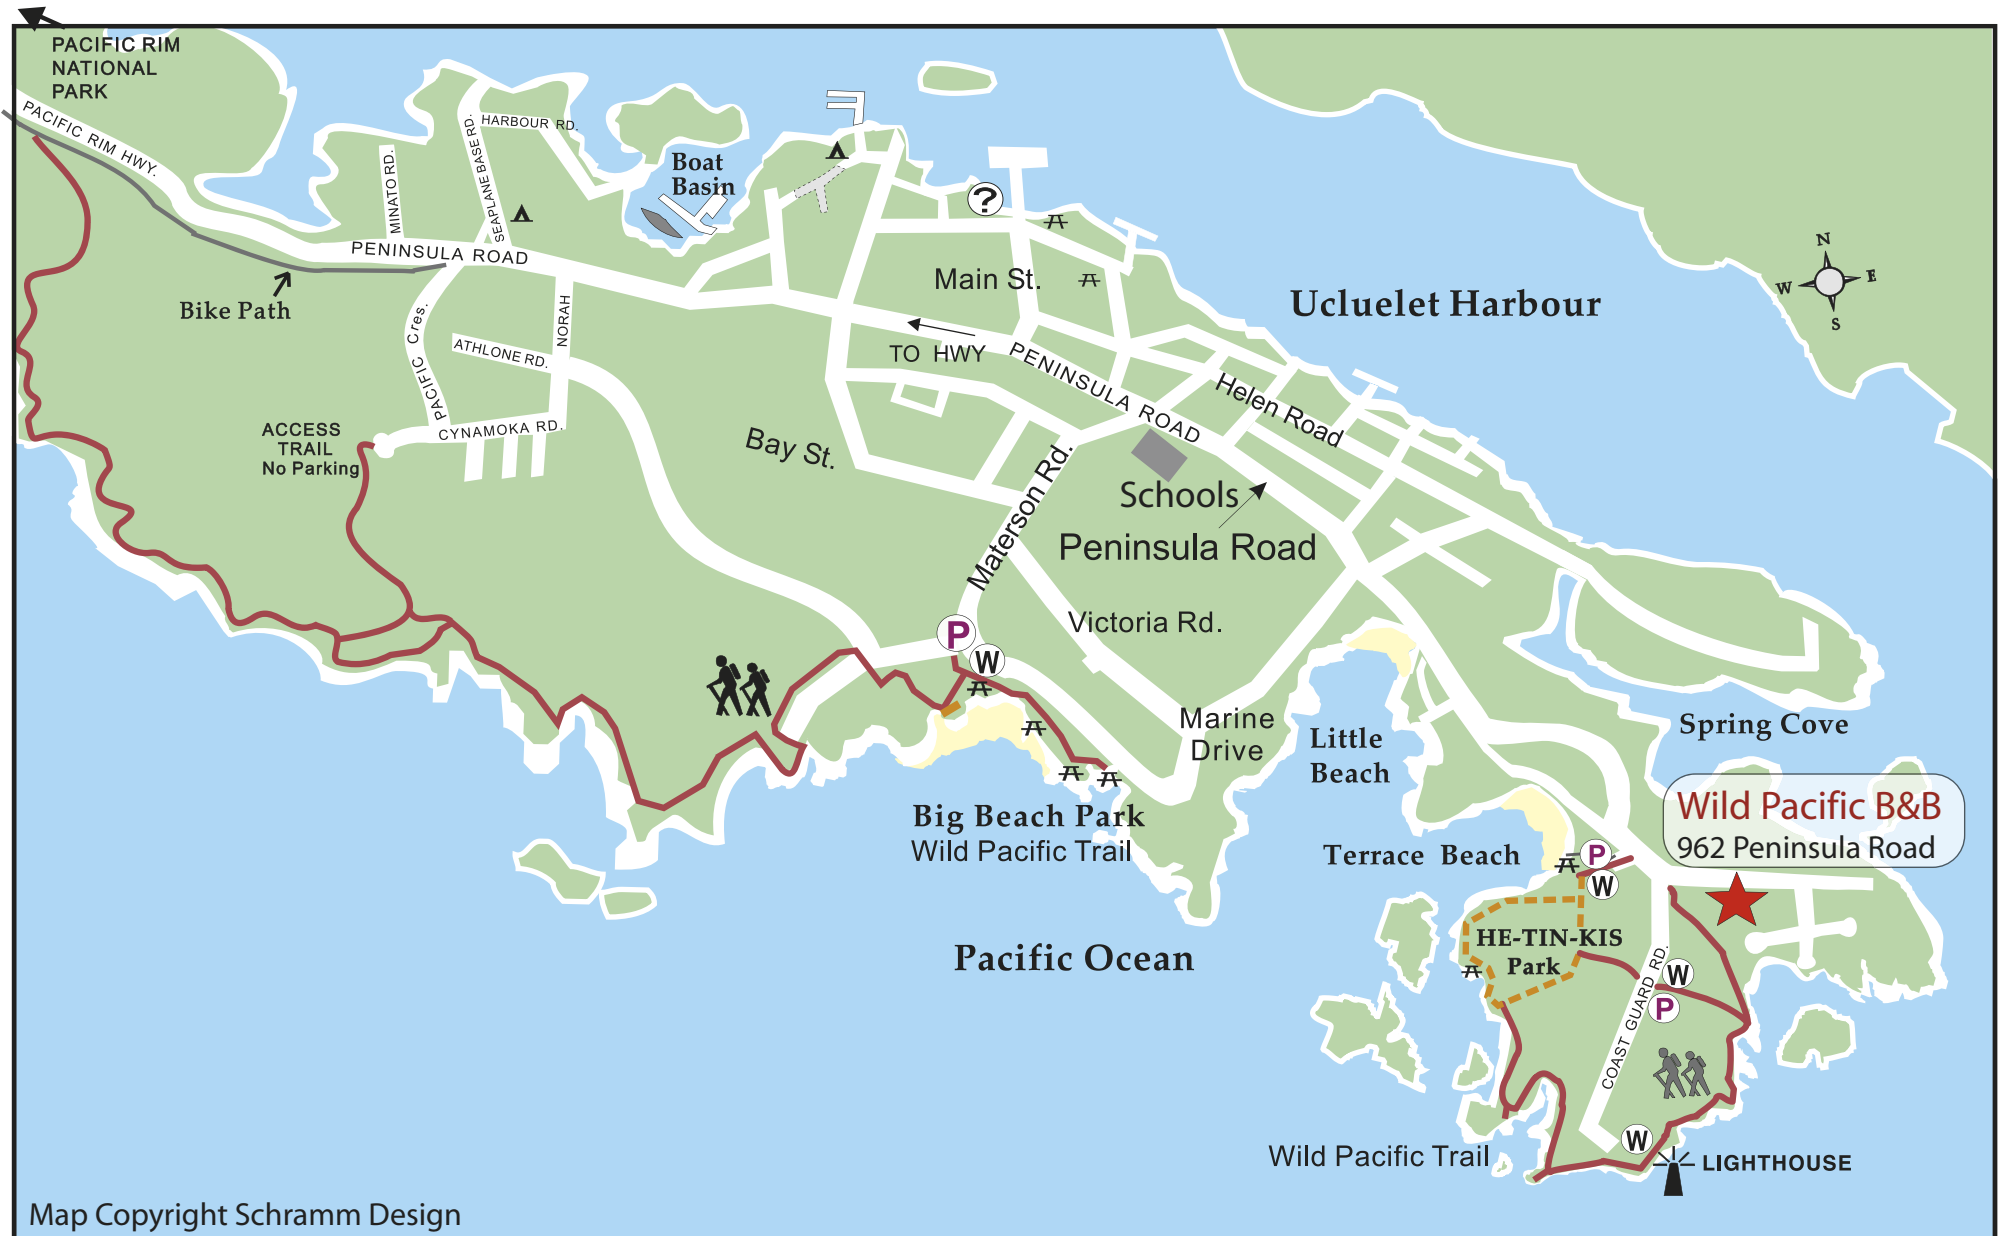 PACIFIC RIM
NATIONAL
PARK
PACIFIC RIM HWY.
MINATO RD.
SEAPLANE BASE RD.
HARBOUR RD.
Boat
Basin
?
N
W
E
S
PENINSULA ROAD
Bike Path
Main St.
Ucluelet Harbour
TO HWY
PENINSULA ROAD
NORAH
PACIFIC Cres.
ATHLONE RD.
Helen Road
ACCESS
TRAIL
No Parking
CYNAMOKA RD.
Bay St.
Materson Rd.
Schools
Peninsula Road
Victoria Rd.
P
W
Marine
Drive
Little
Beach
Spring Cove
Wild Pacific B&B
962 Peninsula Road
Big Beach Park
Wild Pacific Trail
Terrace Beach
P
W
Pacific Ocean
HE-TIN-KIS
Park
COAST GUARD RD.
W
P
W
Wild Pacific Trail
LIGHTHOUSE
Map Copyright Schramm Design